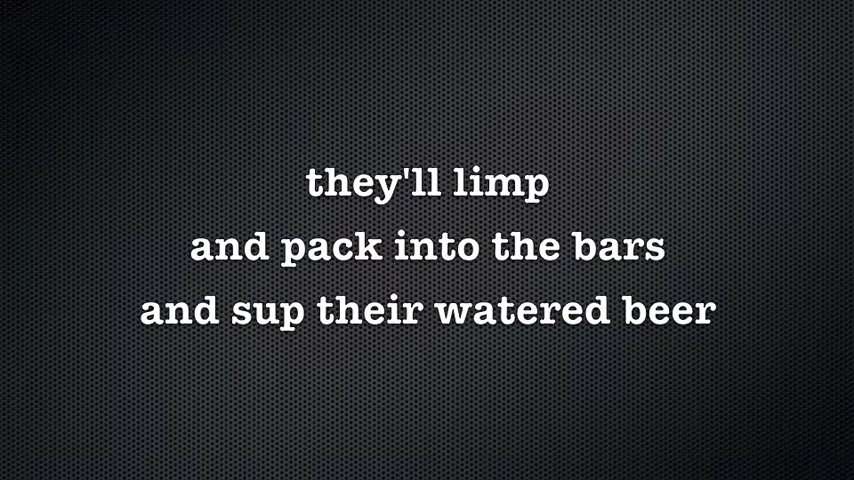 they'll limp
and pack into the bars
and sup their watered beer